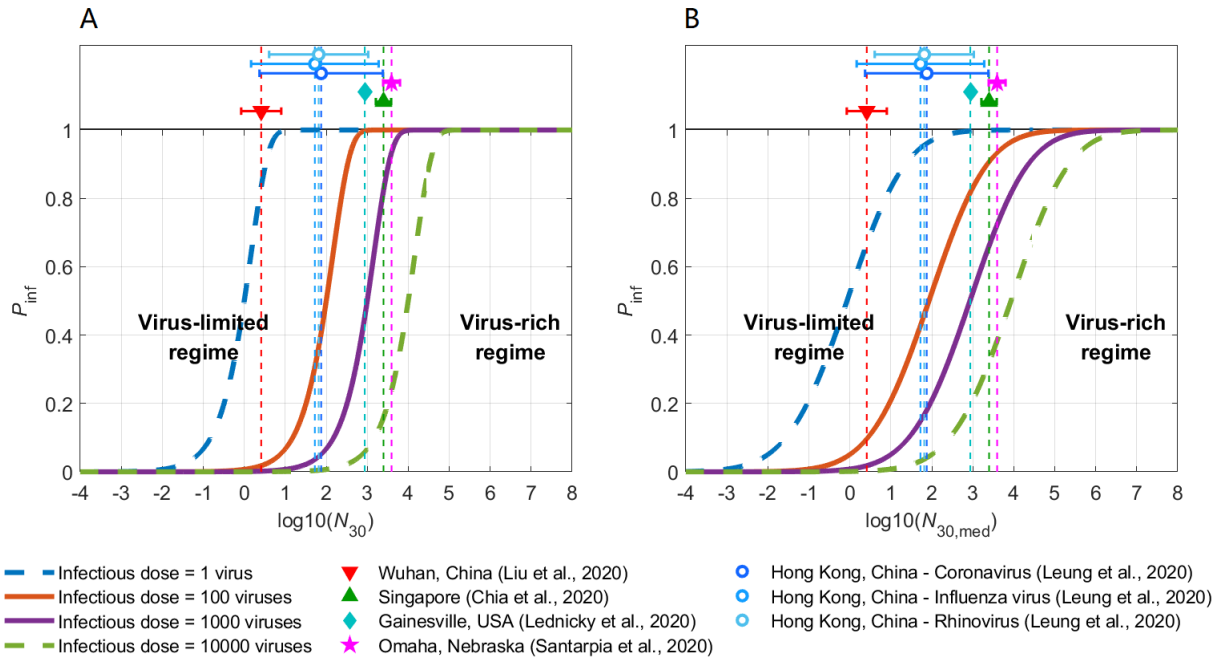 A
B
1
0.8
0.6
0.4
0.2
0
P_inf
Virus-limited
regime
Virus-rich
regime
-4 -3 -2 -1 0 1 2 3 4 5 6 7 8
log10(N_30)
1
0.8
0.6
0.4
0.2
0
P_inf
Virus-limited
regime
Virus-rich
regime
-4 -3 -2 -1 0 1 2 3 4 5 6 7 8
log10(N_30,med)
Infectious dose = 1 virus
Infectious dose = 100 viruses
Infectious dose = 1000 viruses
Infectious dose = 10000 viruses
Wuhan, China (Liu et al., 2020)
Singapore (Chia et al., 2020)
Gainesville, USA (Lednicky et al., 2020)
Omaha, Nebraska (Santarpia et al., 2020)
Hong Kong, China - Coronavirus (Leung et al., 2020)
Hong Kong, China - Influenza virus (Leung et al., 2020)
Hong Kong, China - Rhinovirus (Leung et al., 2020)